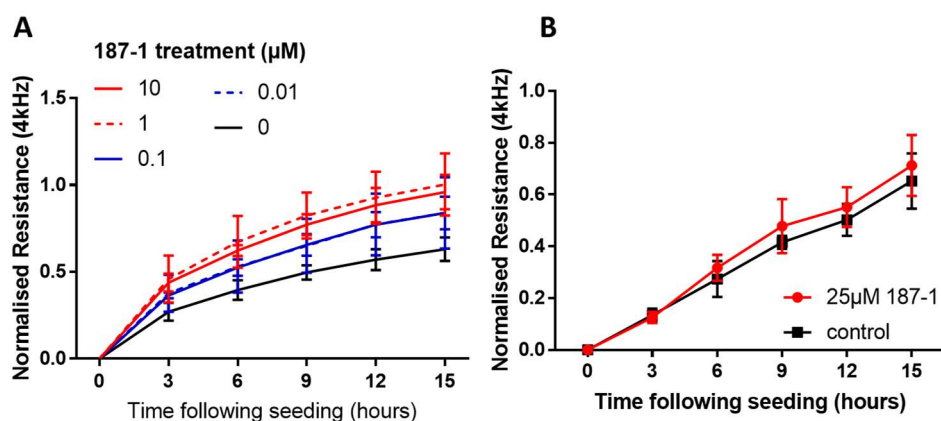 A
187-1 treatment (µM)
10
0.01
1
0
0.1
Normalised Resistance (4kHz)
1.5
1.0
0.5
0.0
0 3 6 9 12 15
Time following seeding (hours)
B
Normalised Resistance (4kHz)
1.0
0.8
0.6
0.4
0.2
0.0
25µM 187-1
control
0 3 6 9 12 15
Time following seeding (hours)